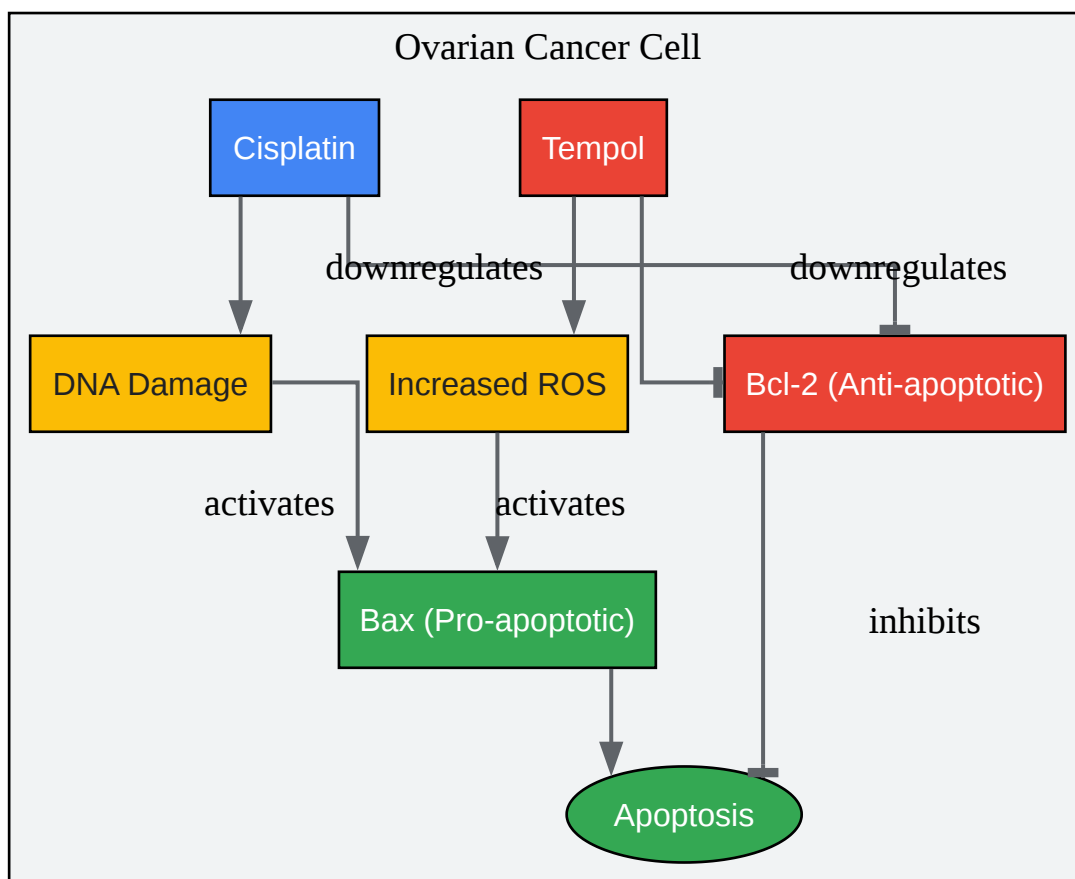 Ovarian Cancer Cell
Cisplatin
Tempol
downregulates
downregulates
DNA Damage
Increased ROS
Bcl-2 (Anti-apoptotic)
activates
activates
Bax (Pro-apoptotic)
inhibits
Apoptosis